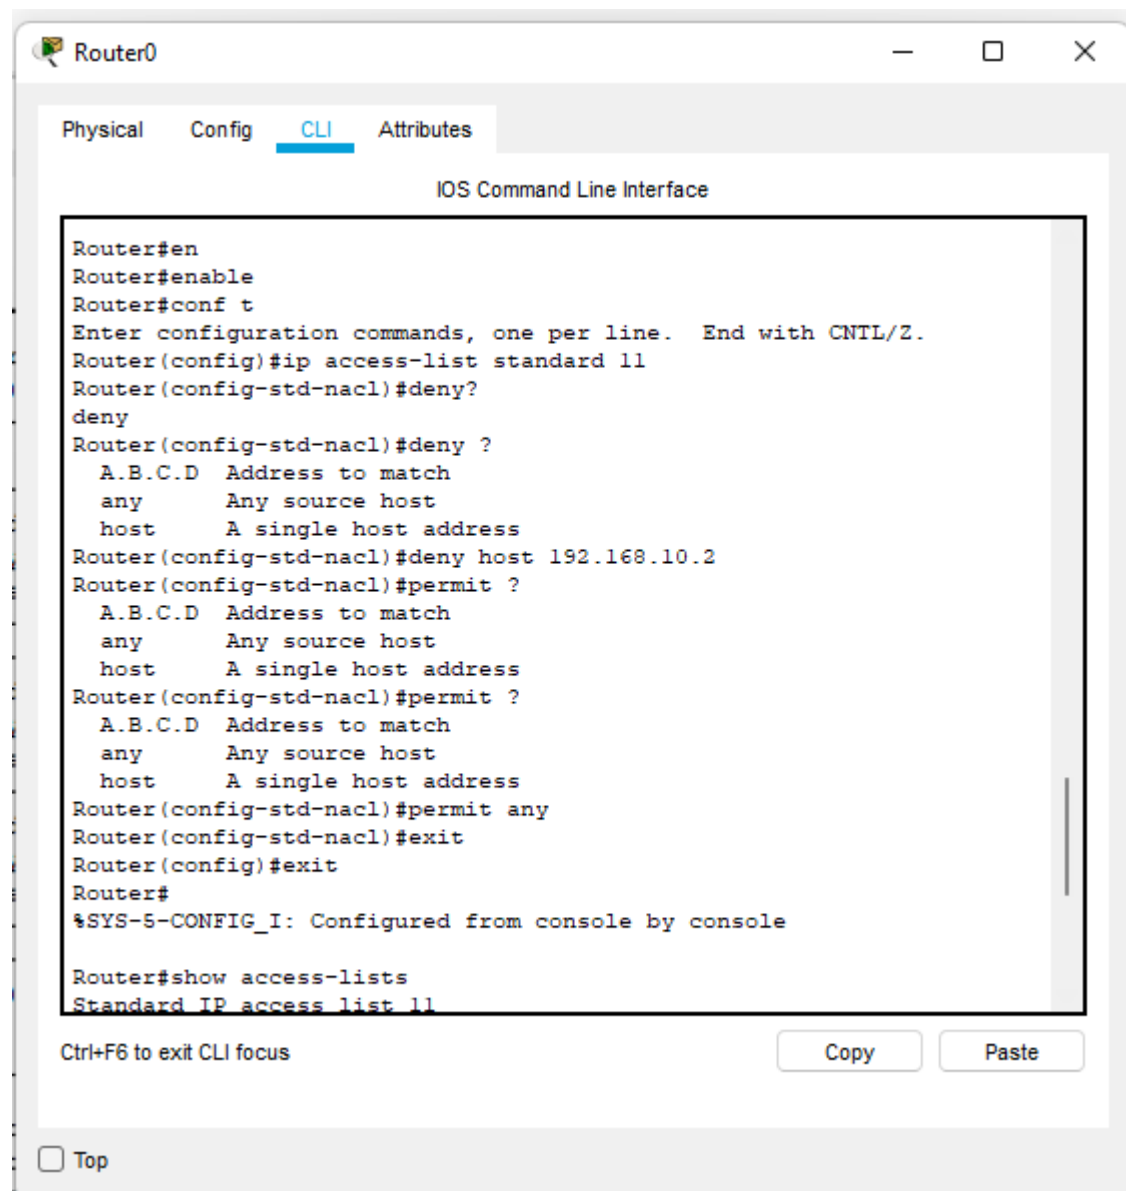 Router0
Physical Config CLI Attributes
IOS Command Line Interface
Router#en
Router#enable
Router#conf t
Enter configuration commands, one per line.  End with CNTL/Z.
Router(config)#ip access-list standard 11
Router(config-std-nacl)#deny?
deny
Router(config-std-nacl)#deny ?
  A.B.C.D  Address to match
  any      Any source host
  host     A single host address
Router(config-std-nacl)#deny host 192.168.10.2
Router(config-std-nacl)#permit ?
  A.B.C.D  Address to match
  any      Any source host
  host     A single host address
Router(config-std-nacl)#permit ?
  A.B.C.D  Address to match
  any      Any source host
  host     A single host address
Router(config-std-nacl)#permit any
Router(config-std-nacl)#exit
Router(config)#exit
Router#
%SYS-5-CONFIG_I: Configured from console by console
Router#show access-lists
Standard IP access list 11
Ctrl+F6 to exit CLI focus
Copy Paste
Top